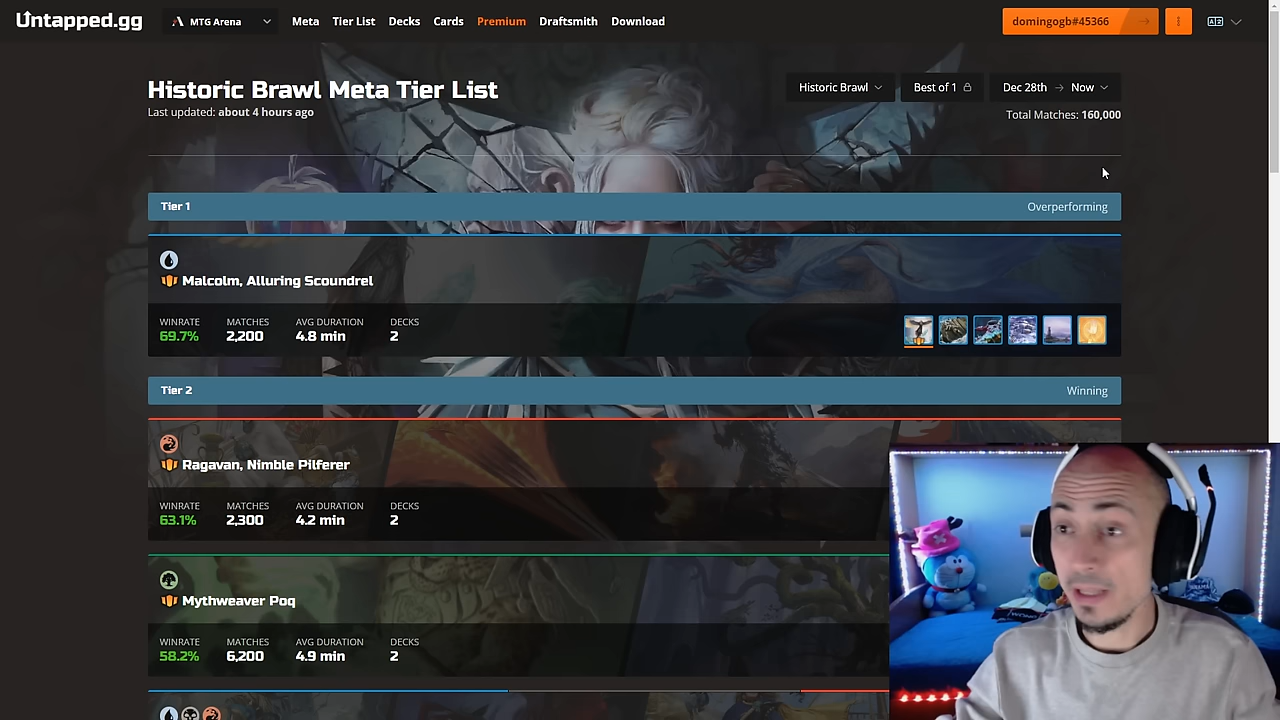 Untapped.gg
MTG Arena
Meta
Tier List
Decks
Cards
Premium
Draftsmith
Download
domingogb#45366
Historic Brawl Meta Tier List
Last updated: about 4 hours ago
Historic Brawl
Best of 1
Dec 28th → Now
Total Matches: 160,000
Tier 1
Overperforming
Malcolm, Alluring Scoundrel
WINRATE MATCHES AVG DURATION DECKS
69.7% 2,200 4.8 min 2
Tier 2
Winning
Ragavan, Nimble Pilferer
WINRATE MATCHES AVG DURATION DECKS
63.1% 2,300 4.2 min 2
Mythweaver Poq
WINRATE MATCHES AVG DURATION DECKS
58.2% 6,200 4.9 min 2